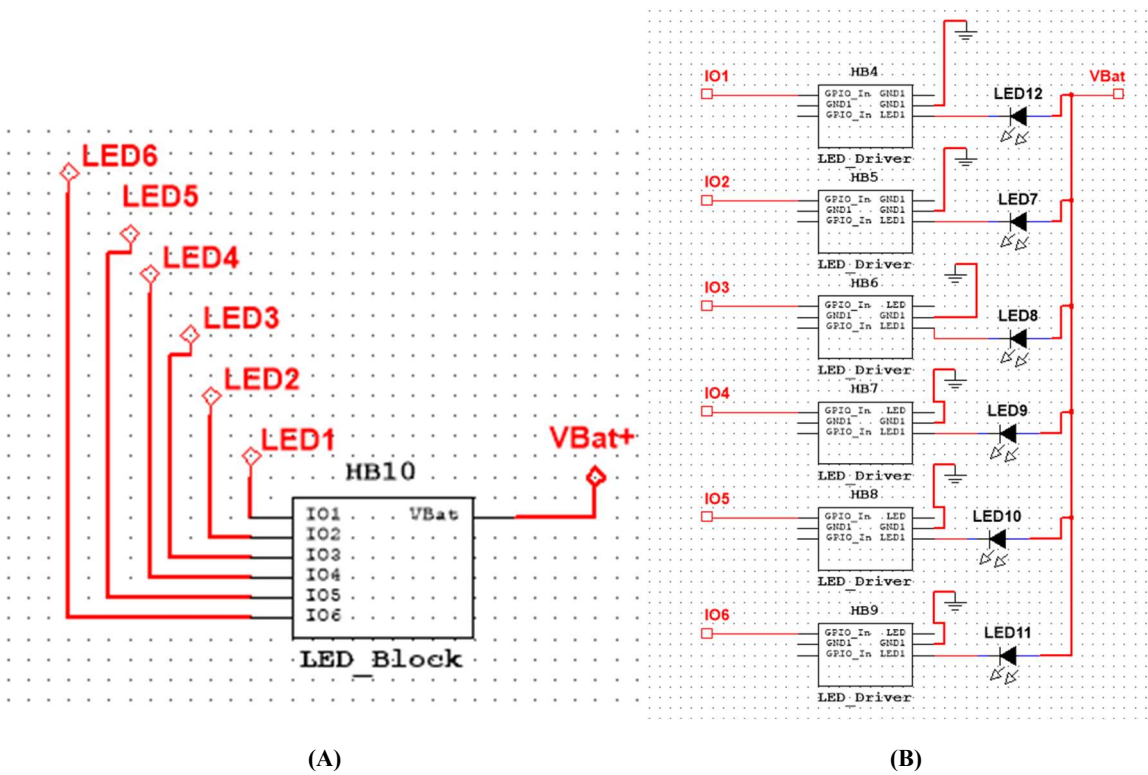 LED6
LED5
LED4
LED3
LED2
LED1
VBat+
HB10
IO1 VBat
IO2
IO3
IO4
IO5
IO6
LED_Block
(A)
IO1
HB4
VBat
GPIO_In GND1
GND1 GND1
GPIO_In LED1
LED12
LED_Driver
IO2
HB5
GPIO_In GND1
GND1 GND1
GPIO_In LED1
LED7
LED_Driver
IO3
HB6
GPIO_In LED
GND1 GND1
GPIO_In LED1
LED8
LED_Driver
IO4
HB7
GPIO_In LED
GND1 GND1
GPIO_In LED1
LED9
LED_Driver
IO5
HB8
GPIO_In LED
GND1 GND1
GPIO_In LED1
LED10
LED_Driver
IO6
HB9
GPIO_In LED
GND1 GND1
GPIO_In LED1
LED11
LED_Driver
(B)